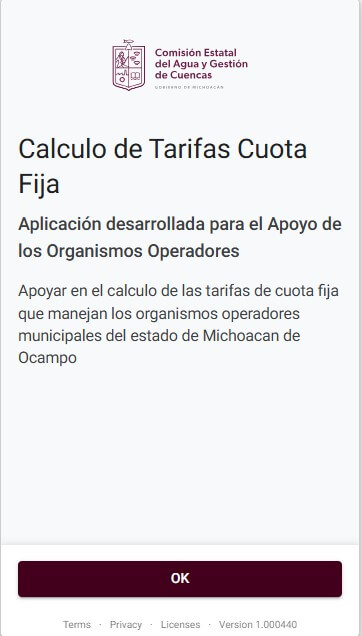 Comisión Estatal
del Agua y Gestión
de Cuencas
GOBIERNO DE MICHOACÁN
Calculo de Tarifas Cuota
Fija
Aplicación desarrollada para el Apoyo de
los Organismos Operadores
Apoyar en el calculo de las tarifas de cuota fija
que manejan los organismos operadores
municipales del estado de Michoacan de
Ocampo
OK
Terms · Privacy · Licenses · Version 1.000440